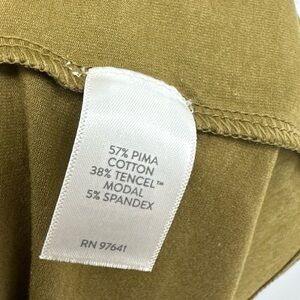 57% PIMA
COTTON
38% TENCEL™
MODAL
5% SPANDEX
RN 97641